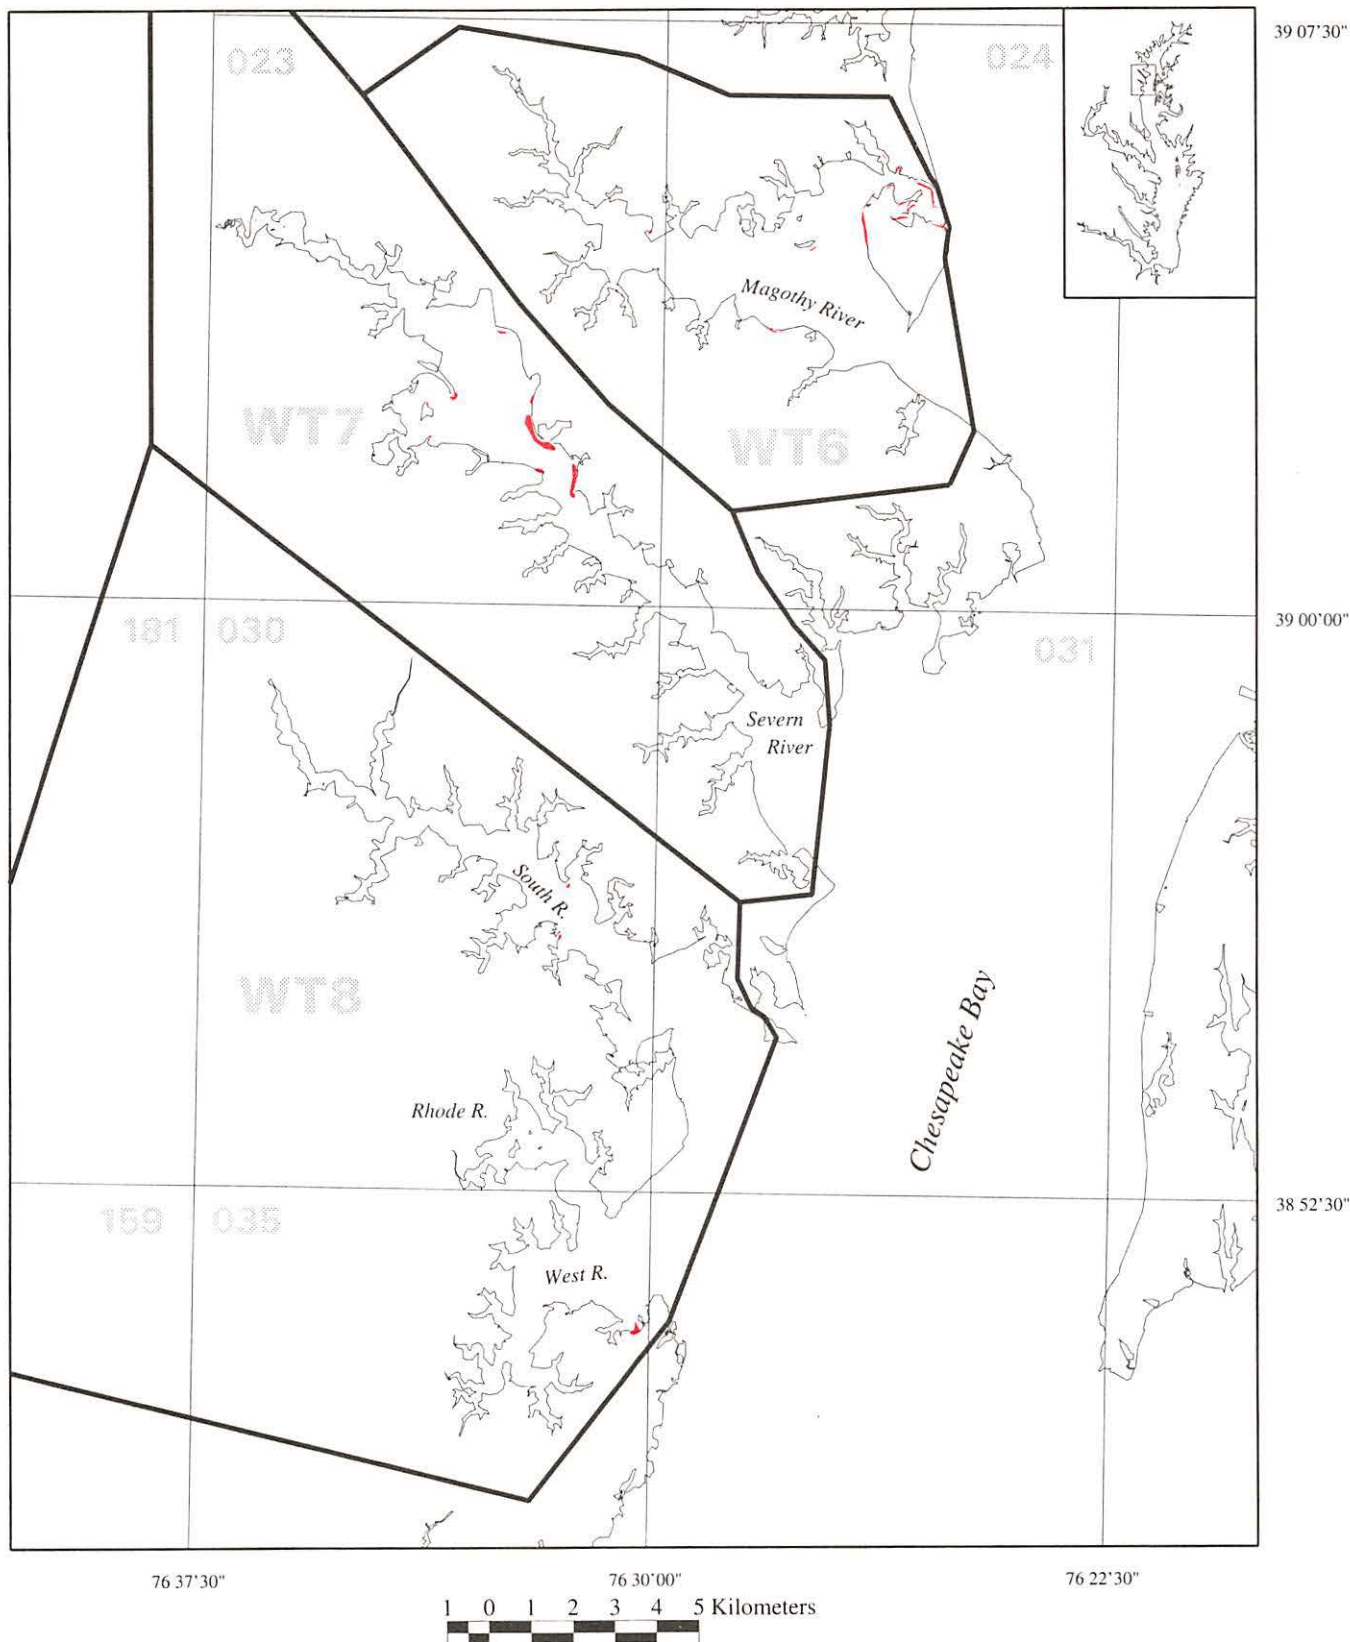 39 07'30"
023
024
Magothy River
WT7
WT6
39 00'00"
181
030
031
Severn
River
South R.
WT8
Chesapeake Bay
Rhode R.
38 52'30"
159
035
West R.
76 37'30"
76 30'00"
76 22'30"
1 0 1 2 3 4 5 Kilometers